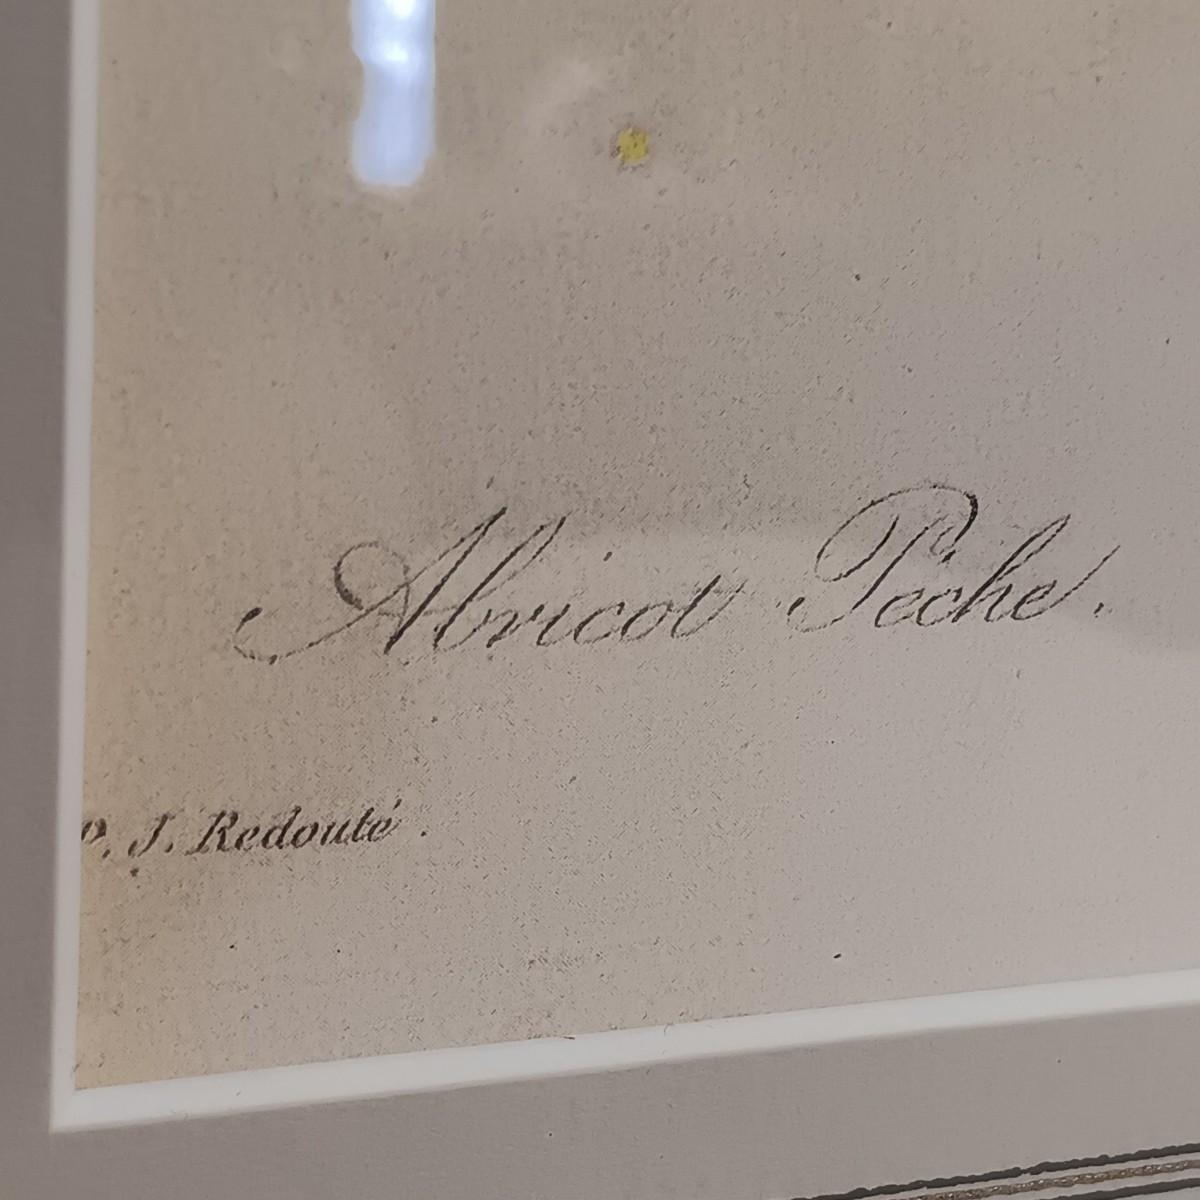 Abricot Pêche.
P. J. Redouté.